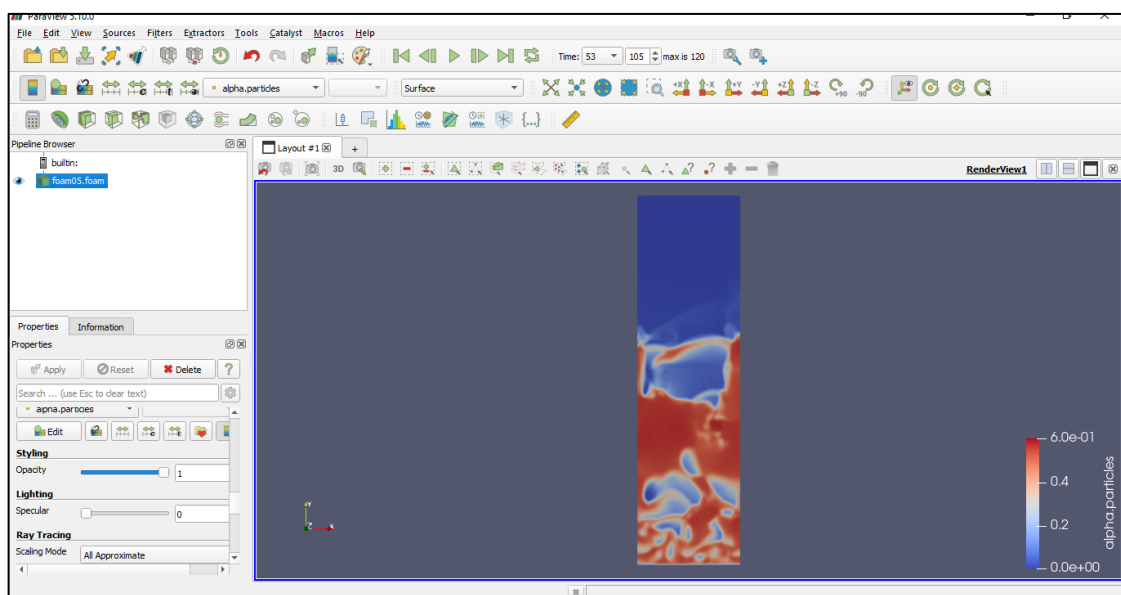 ParaView 5.10.0
File Edit View Sources Filters Extractors Tools Catalyst Macros Help
Time: 53 105 max is 120
alpha.particles Surface +X -X +Y -Y +Z -Z +90 -90
{...}
Pipeline Browser
Layout #1 +
builtin:
3D
RenderView1
foam05.foam
Properties Information
Properties
Apply Reset Delete ?
Search ... (use Esc to clear text)
alpha.particles
Edit
Styling
Opacity 1
Lighting
Specular 0
Ray Tracing
Scaling Mode All Approximate
Y
Z X
6.0e-01
0.4
0.2
0.0e+00
alpha.particles